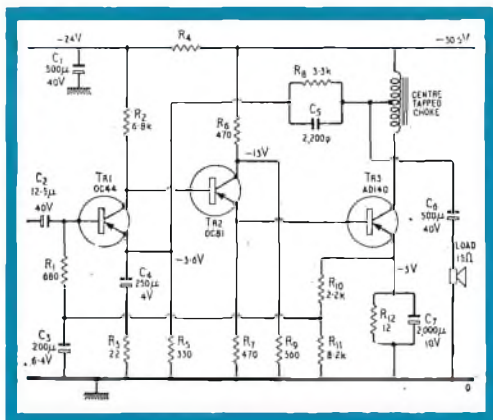 -24V
R4
-30.5V
C1
500μ
40V
R8 3.3k
C5
2,200p
CENTRE
TAPPED
CHOKE
R2
6.8k
R6
470
-13V
TR1
OC44
TR2
OC81
TR3
AD140
C2
12.5μ
40V
C6
500μ
40V
LOAD
15Ω
-3.6V
-3V
R1
680
C4
250μ
4V
R10
2.2k
R12
12
C7
2,000μ
10V
C3
200μ
6.4V
R3
22
R5
330
R7
470
R9
560
R11
8.2k
0